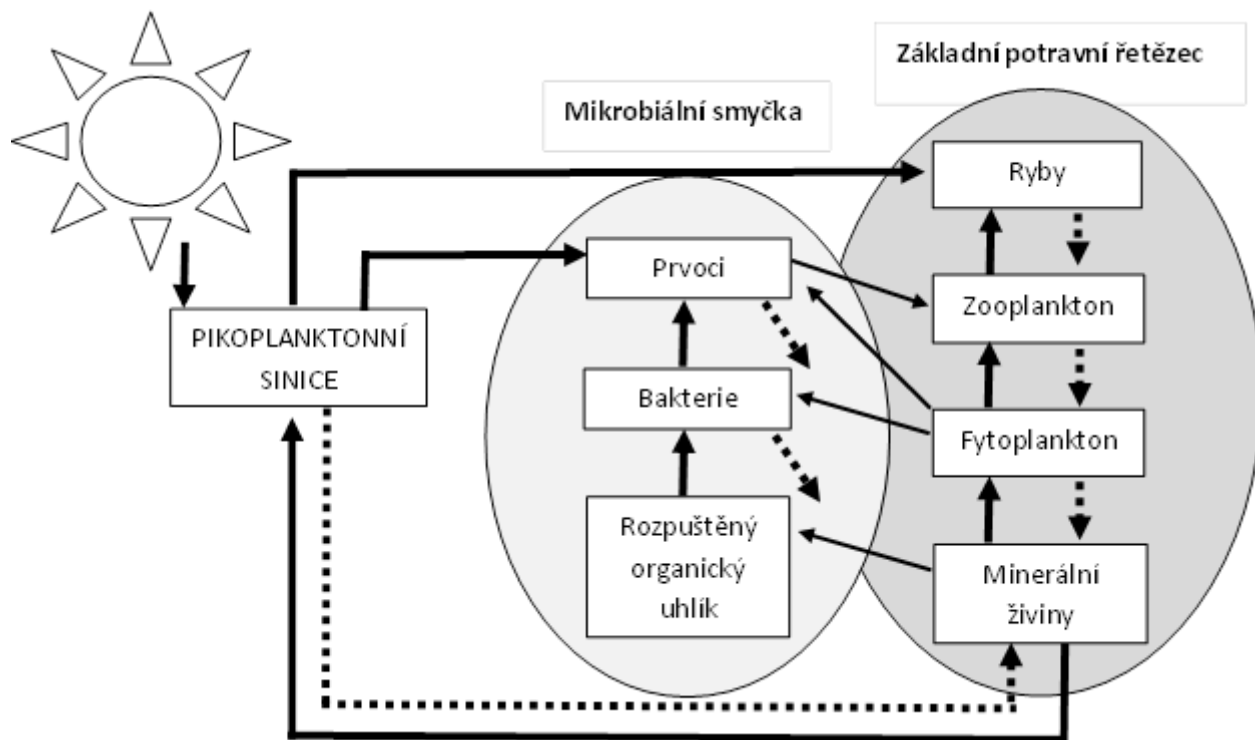 Základní potravní řetězec
Mikrobiální smyčka
Ryby
Prvoci
Zooplankton
PIKOPLANKTONNÍ
SINICE
Bakterie
Fytoplankton
Rozpuštěný
organický
uhlík
Minerální
živiny